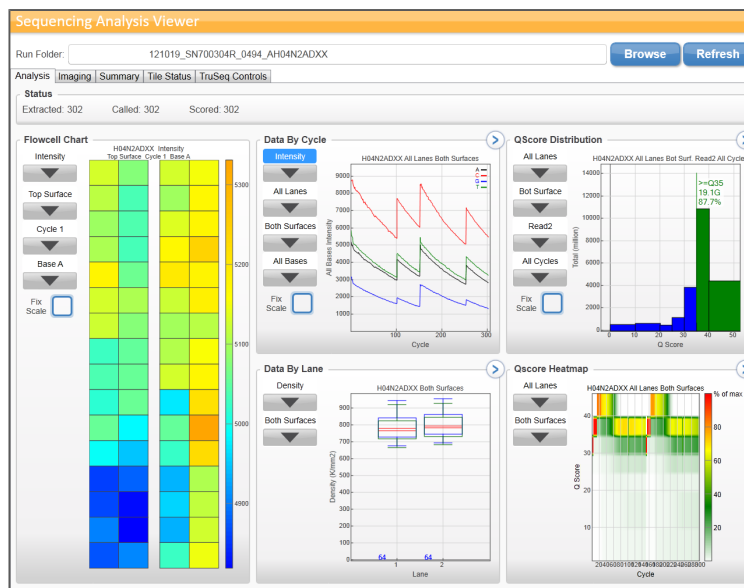 Sequencing Analysis Viewer
Run Folder: 121019_SN700304R_0494_AH04N2ADXX Browse Refresh
Analysis Imaging Summary Tile Status TruSeq Controls
Status
Extracted: 302 Called: 302 Scored: 302
Flowcell Chart
Intensity
Top Surface
Cycle 1
Base A
Fix
Scale
H04N2ADXX Intensity
Top Surface Cycle 1 Base A
5300
5200
5100
5000
4900
Data By Cycle
Intensity
All Lanes
Both Surfaces
All Bases
Fix
Scale
H04N2ADXX All Lanes Both Surfaces
A
C
G
T
All Bases Intensity
9000
8000
7000
6000
5000
4000
3000
2000
1000
100 200 300
Cycle
QScore Distribution
All Lanes
Bot Surface
Read2
All Cycles
Fix
Scale
H04N2ADXX All Lanes Bot Surf. Read2 All Cycle
>=Q35
19.1G
87.7%
Total (million)
14000
12000
10000
8000
6000
4000
2000
0
0 10 20 30 40 50
Q Score
Data By Lane
Density
Both Surfaces
H04N2ADXX Both Surfaces
Density (K/mm2)
900
800
700
600
500
400
300
200
100
0
64 64
1 2
Lane
Qscore Heatmap
All Lanes
Both Surfaces
H04N2ADXX All Lanes Both Surfaces
% of max
80
60
40
20
Q Score
40
30
20
10
Cycle